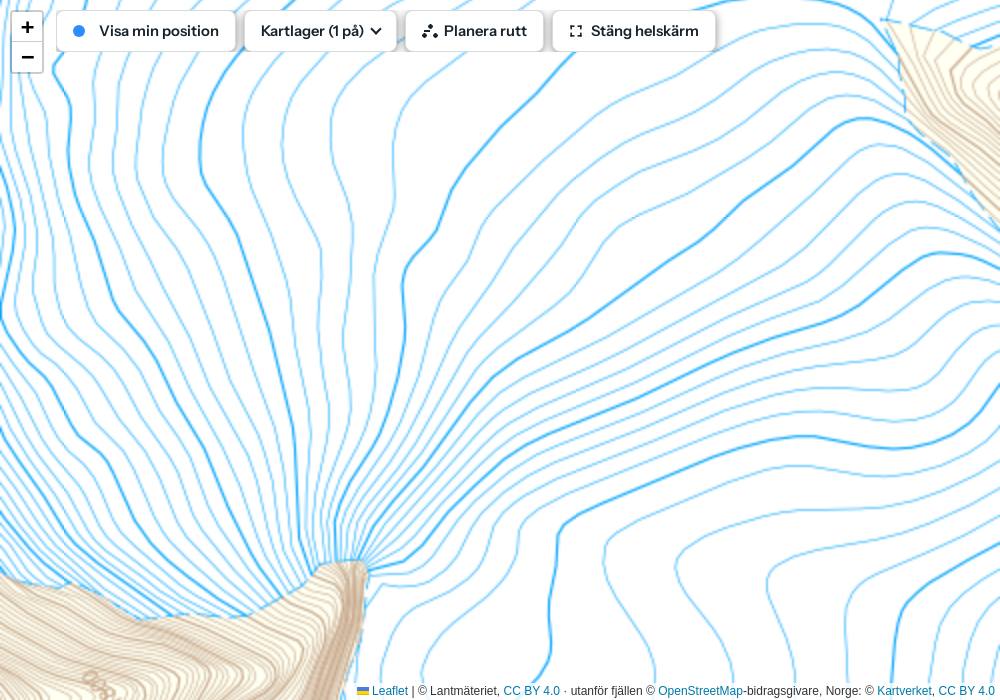 +
Visa min position
Kartlager (1 på)
Planera rutt
Stäng helskärm
−
Leaflet | © Lantmäteriet, CC BY 4.0 · utanför fjällen © OpenStreetMap-bidragsgivare, Norge: © Kartverket, CC BY 4.0